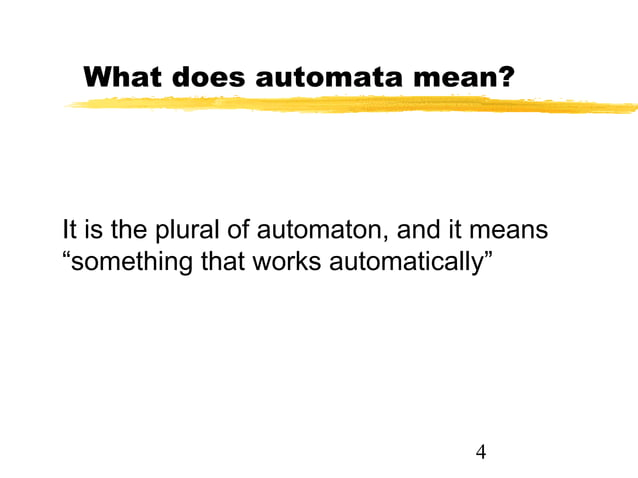 What does automata mean?
It is the plural of automaton, and it means
“something that works automatically”
4